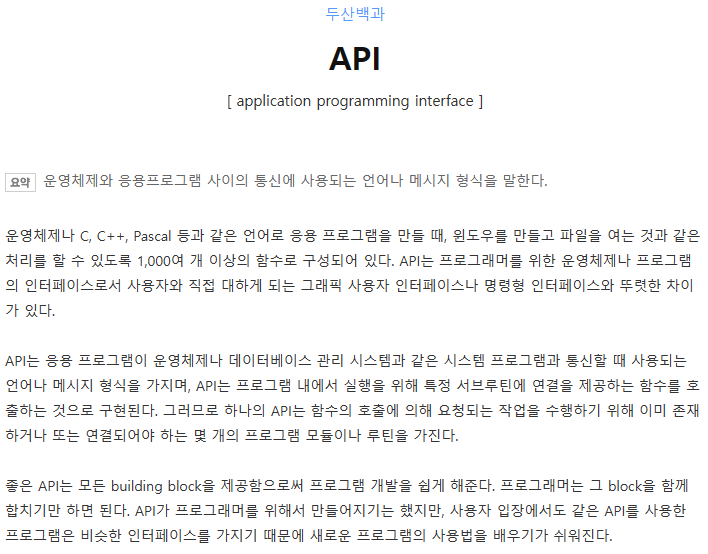 두산백과
API
[ application programming interface ]
요약 운영체제와 응용프로그램 사이의 통신에 사용되는 언어나 메시지 형식을 말한다.
운영체제나 C, C++, Pascal 등과 같은 언어로 응용 프로그램을 만들 때, 윈도우를 만들고 파일을 여는 것과 같은
처리를 할 수 있도록 1,000여 개 이상의 함수로 구성되어 있다. API는 프로그래머를 위한 운영체제나 프로그램
의 인터페이스로서 사용자와 직접 대하게 되는 그래픽 사용자 인터페이스나 명령형 인터페이스와 뚜렷한 차이
가 있다.
API는 응용 프로그램이 운영체제나 데이터베이스 관리 시스템과 같은 시스템 프로그램과 통신할 때 사용되는
언어나 메시지 형식을 가지며, API는 프로그램 내에서 실행을 위해 특정 서브루틴에 연결을 제공하는 함수를 호
출하는 것으로 구현된다. 그러므로 하나의 API는 함수의 호출에 의해 요청되는 작업을 수행하기 위해 이미 존재
하거나 또는 연결되어야 하는 몇 개의 프로그램 모듈이나 루틴을 가진다.
좋은 API는 모든 building block을 제공함으로써 프로그램 개발을 쉽게 해준다. 프로그래머는 그 block을 함께
합치기만 하면 된다. API가 프로그래머를 위해서 만들어지기는 했지만, 사용자 입장에서도 같은 API를 사용한
프로그램은 비슷한 인터페이스를 가지기 때문에 새로운 프로그램의 사용법을 배우기가 쉬워진다.